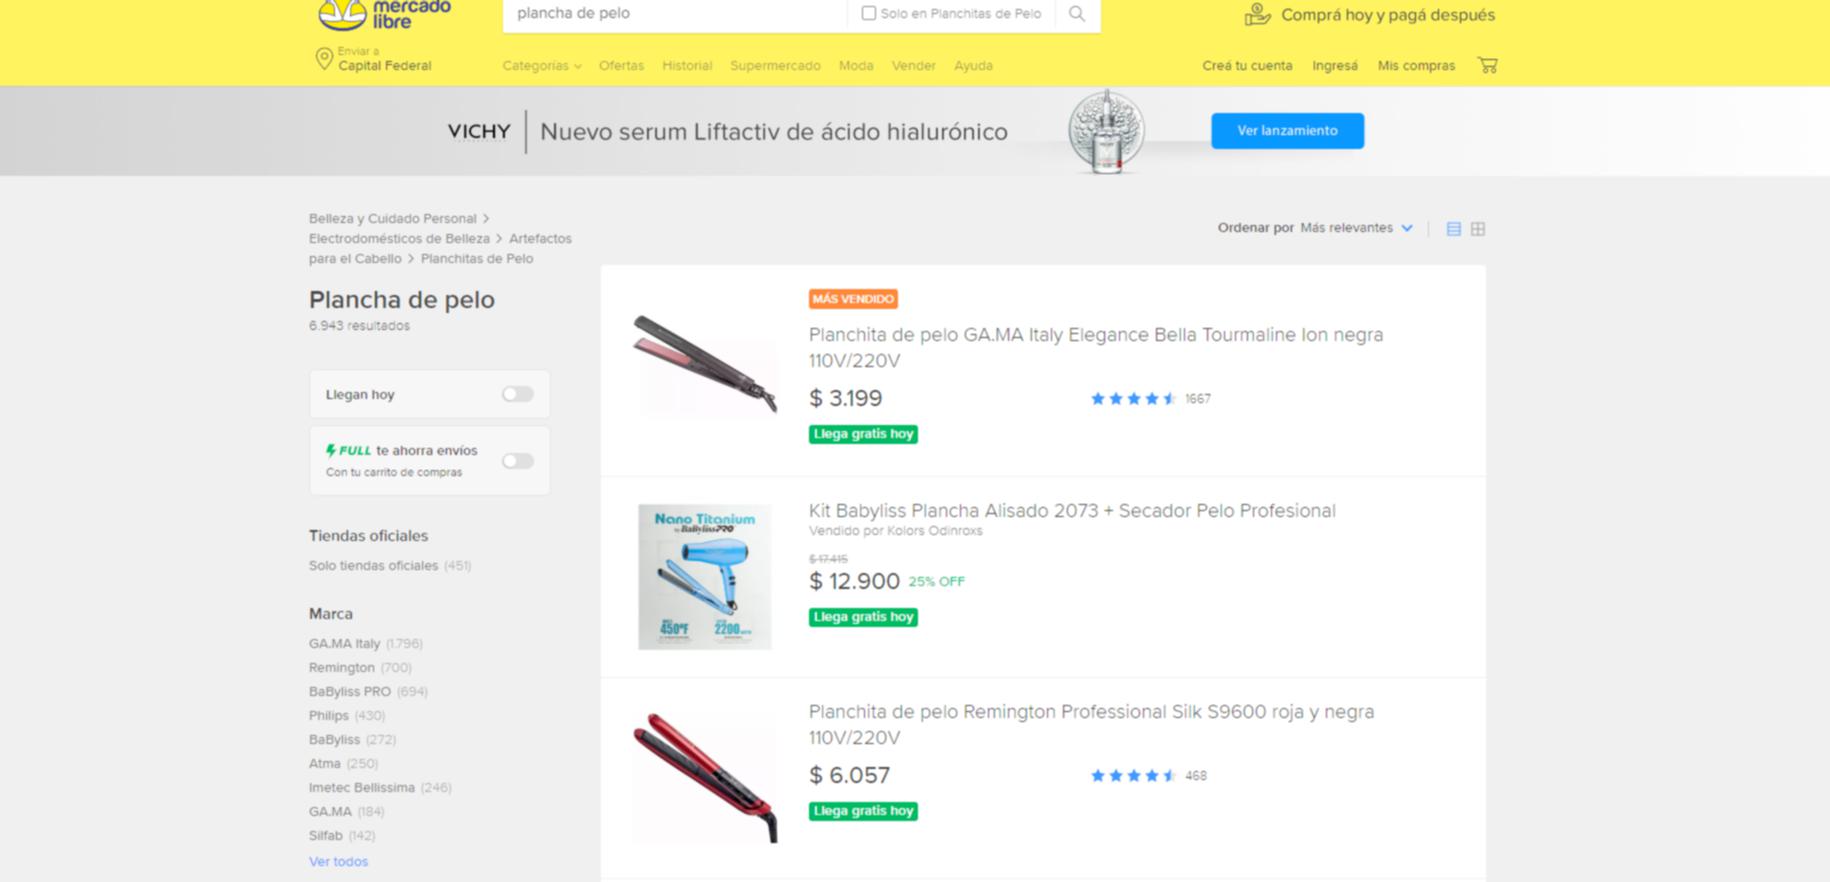 mercado
libre
plancha de pelo
Solo en Planchitas de Pelo
Comprá hoy y pagá después
Enviar a
Capital Federal
Categorías
Ofertas
Historial
Supermercado
Moda
Vender
Ayuda
Creá tu cuenta
Ingresá
Mis compras
VICHY
Nuevo serum Liftactiv de ácido hialurónico
Ver lanzamiento
Belleza y Cuidado Personal >
Electrodomésticos de Belleza > Artefactos
para el Cabello > Planchitas de Pelo
Plancha de pelo
6.943 resultados
Ordenar por Más relevantes
Llegan hoy
FULL te ahorra envíos
Con tu carrito de compras
Tiendas oficiales
Solo tiendas oficiales (451)
Marca
GA.MA Italy (1.796)
Remington (700)
BaByliss PRO (694)
Philips (430)
BaByliss (272)
Atma (250)
Imetec Bellissima (246)
GA.MA (184)
Silfab (142)
Ver todos
MÁS VENDIDO
Planchita de pelo GA.MA Italy Elegance Bella Tourmaline Ion negra
110V/220V
$ 3.199
1667
Llega gratis hoy
Nano Titanium
by BaBylissPRO
450°F
2200
Kit Babyliss Plancha Alisado 2073 + Secador Pelo Profesional
Vendido por Kolors Odinroxs
$ 17.415
$ 12.900 25% OFF
Llega gratis hoy
Planchita de pelo Remington Professional Silk S9600 roja y negra
110V/220V
$ 6.057
468
Llega gratis hoy